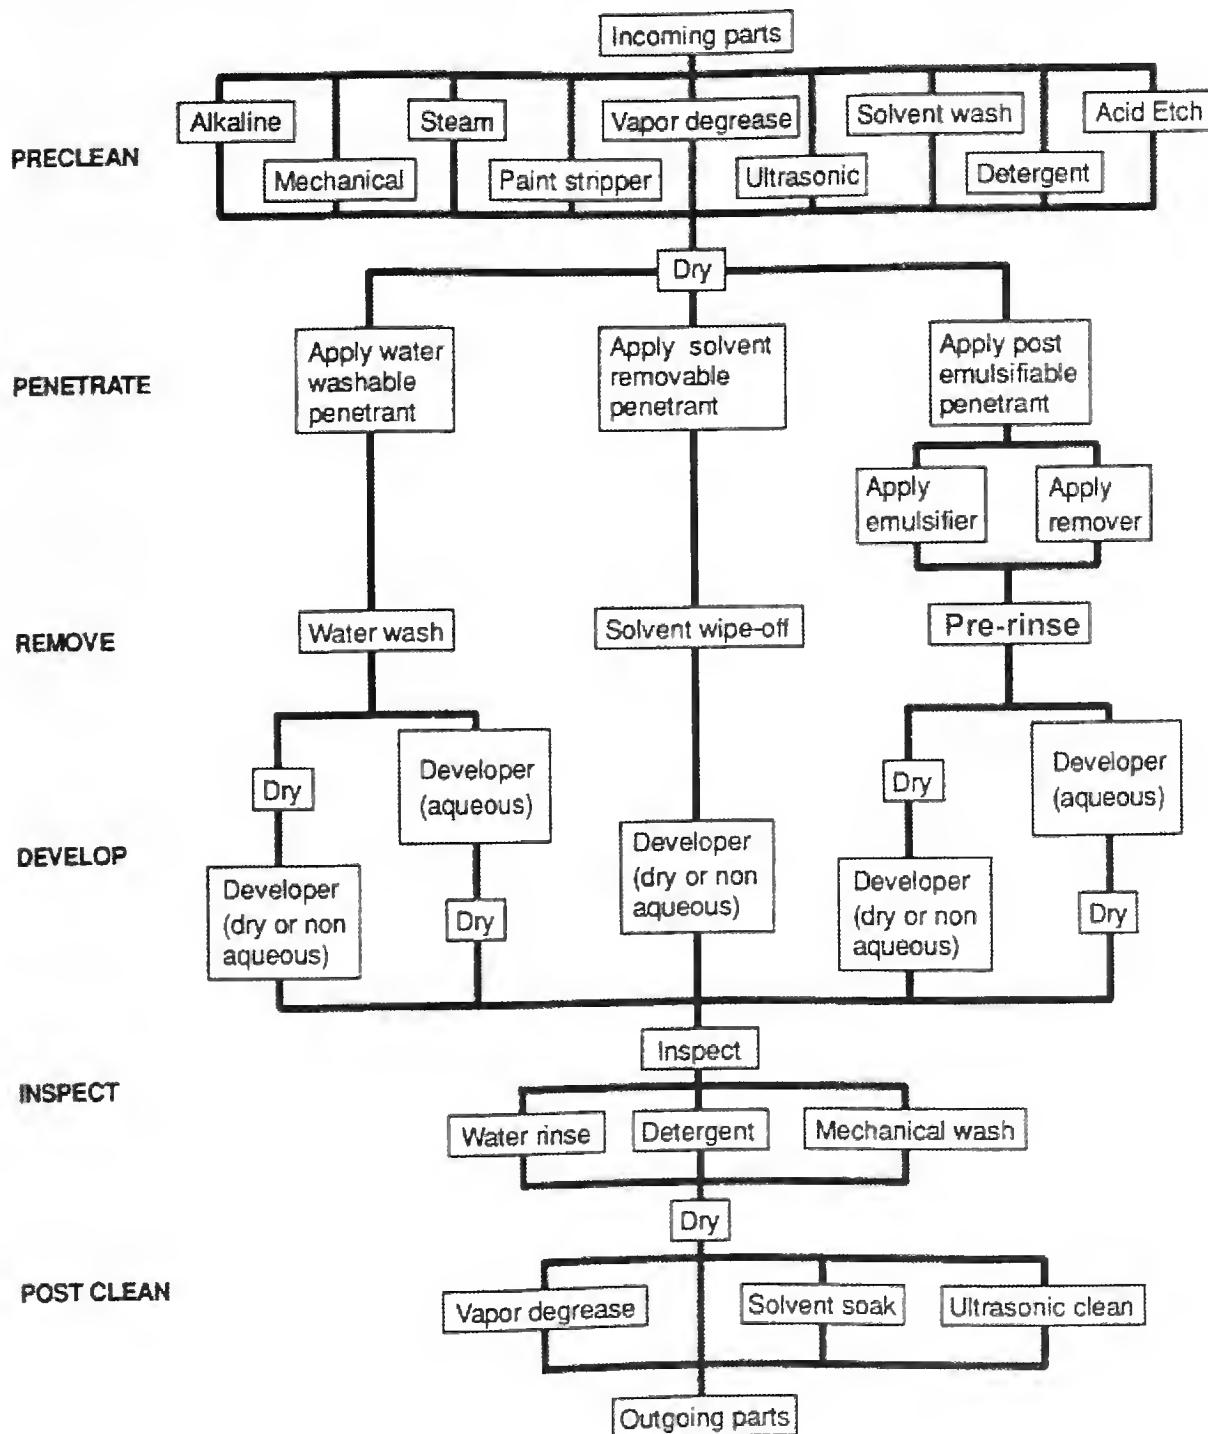 Incoming parts
Alkaline
Steam
Vapor degrease
Solvent wash
Acid Etch
PRECLEAN
Mechanical
Paint stripper
Ultrasonic
Detergent
Dry
PENETRATE
Apply water
washable
penetrant
Apply solvent
removable
penetrant
Apply post
emulsifiable
penetrant
Apply
emulsifier
Apply
remover
REMOVE
Water wash
Solvent wipe-off
Pre-rinse
DEVELOP
Dry
Developer
(aqueous)
Developer
(dry or non
aqueous)
Dry
Developer
(dry or non
aqueous)
Dry
Developer
(aqueous)
Developer
(dry or non
aqueous)
Dry
Inspect
INSPECT
Water rinse
Detergent
Mechanical wash
Dry
POST CLEAN
Vapor degrease
Solvent soak
Ultrasonic clean
Outgoing parts